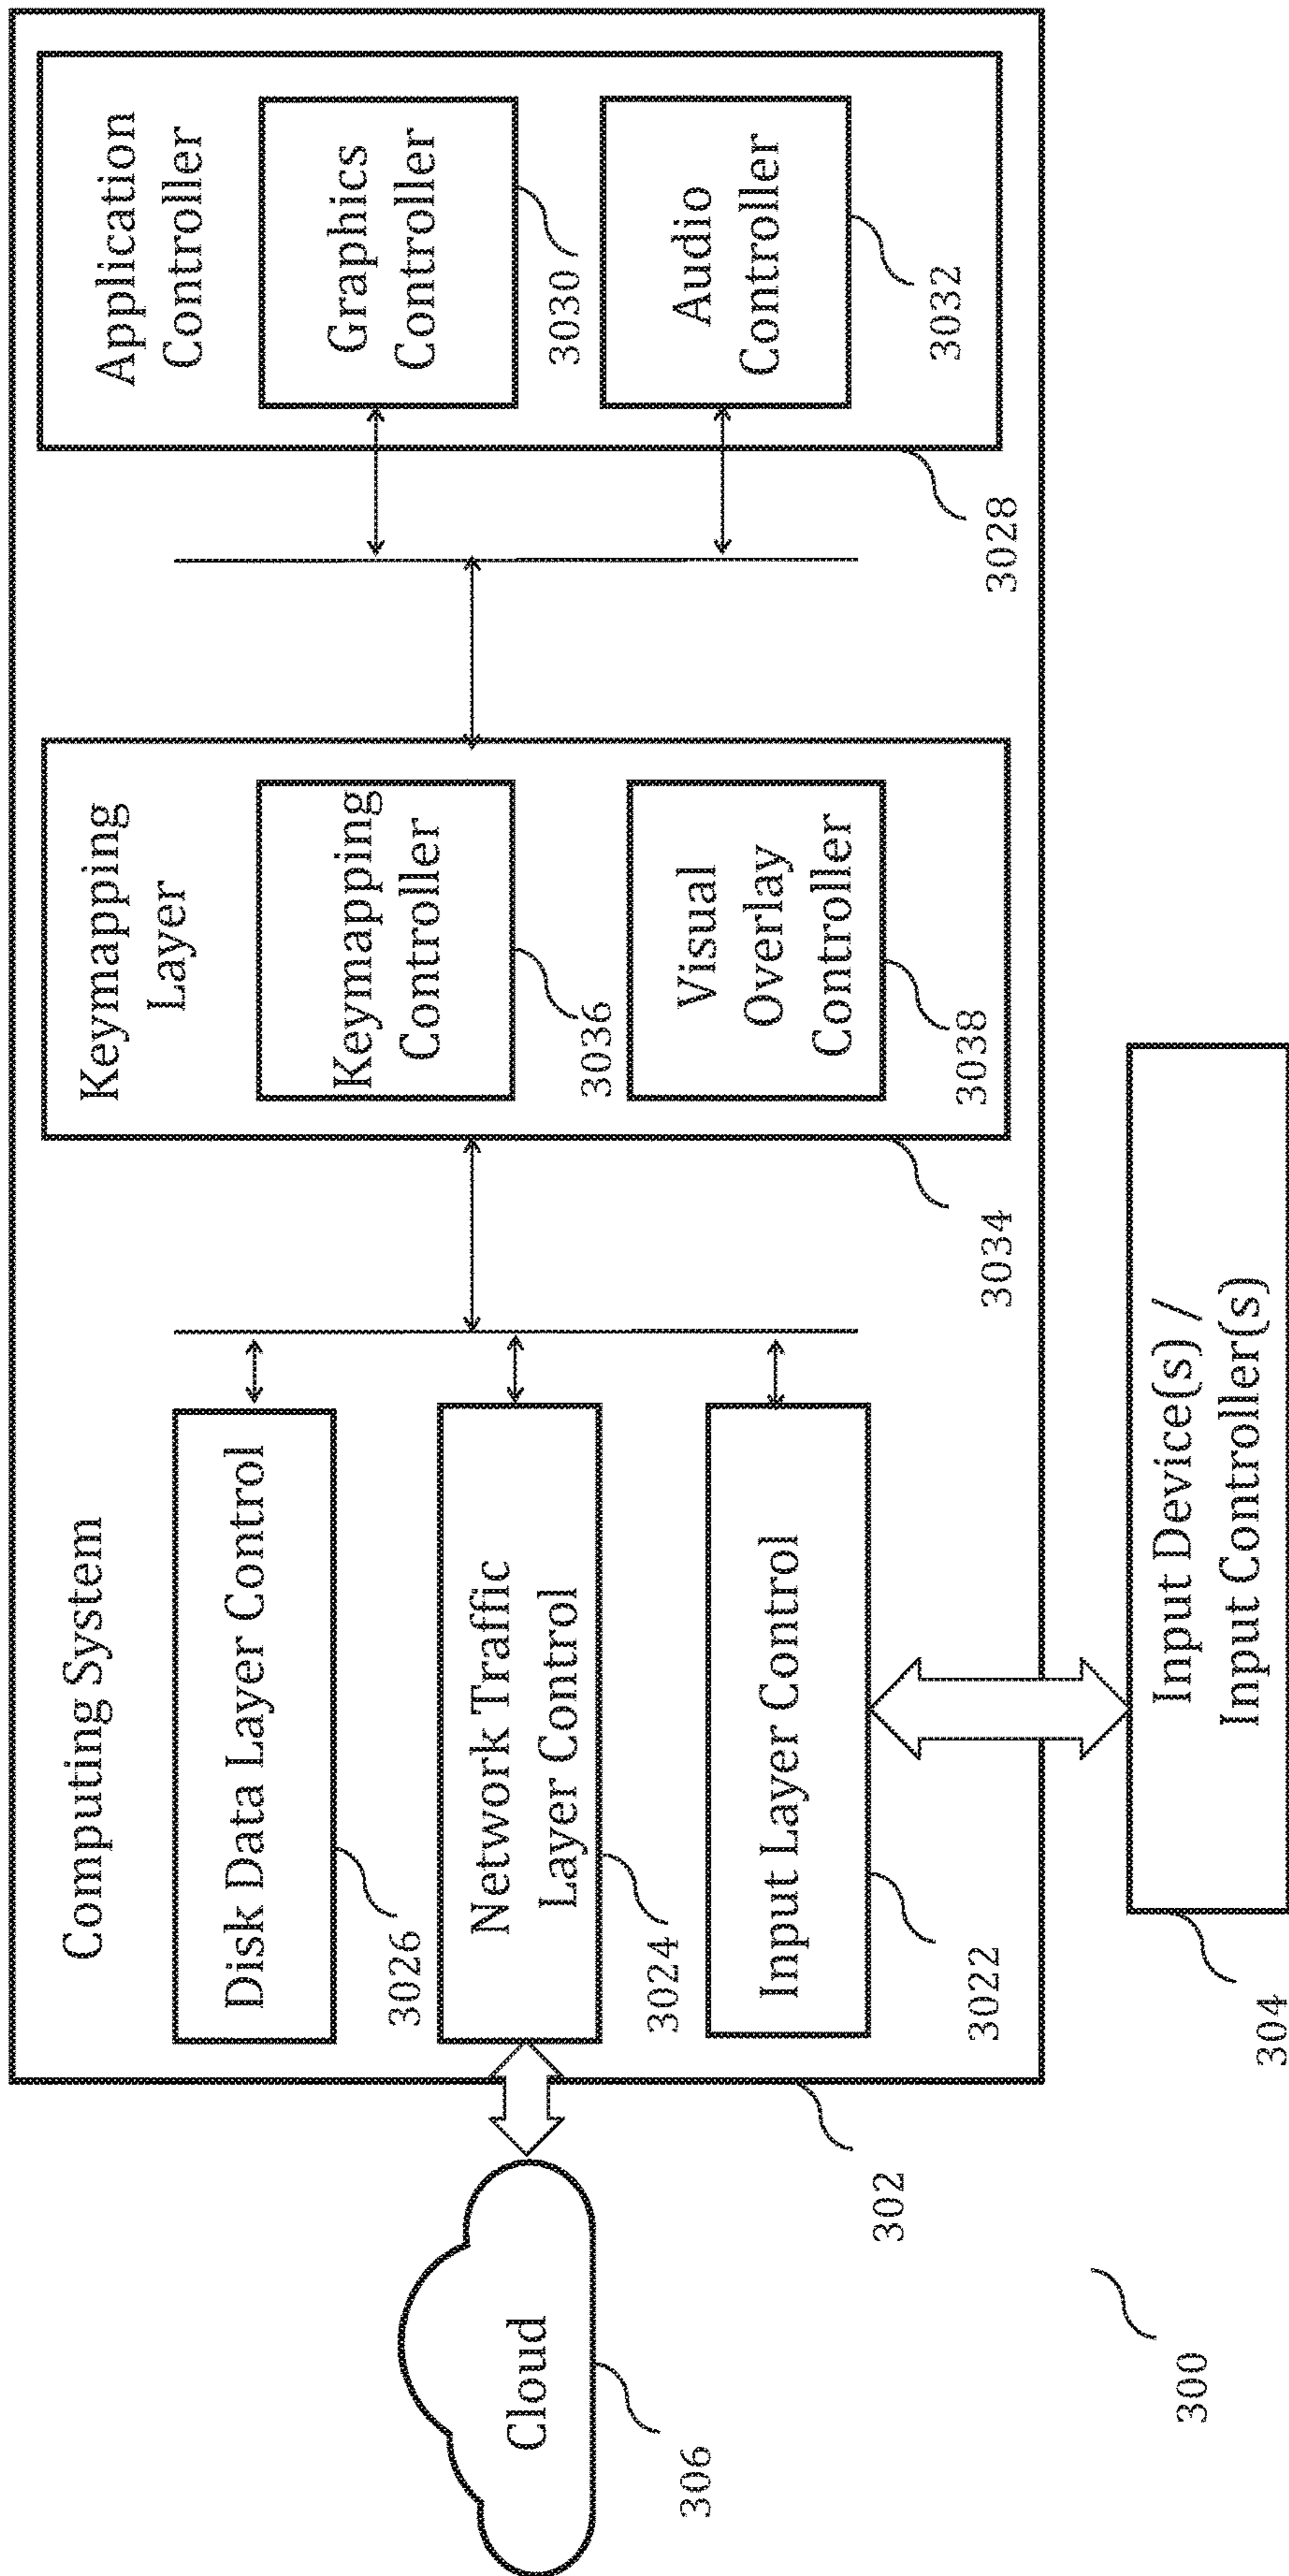 Computing System
Disk Data Layer Control
3026
Network Traffic
Layer Control
3024
Input Layer Control
3022
Keymapping
Layer
Keymapping
Controller
3036
Visual
Overlay
Controller
3038
3034
Application
Controller
Graphics
Controller
3030
Audio
Controller
3032
3028
Cloud
306
302
Input Device(s) /
Input Controller(s)
304
300